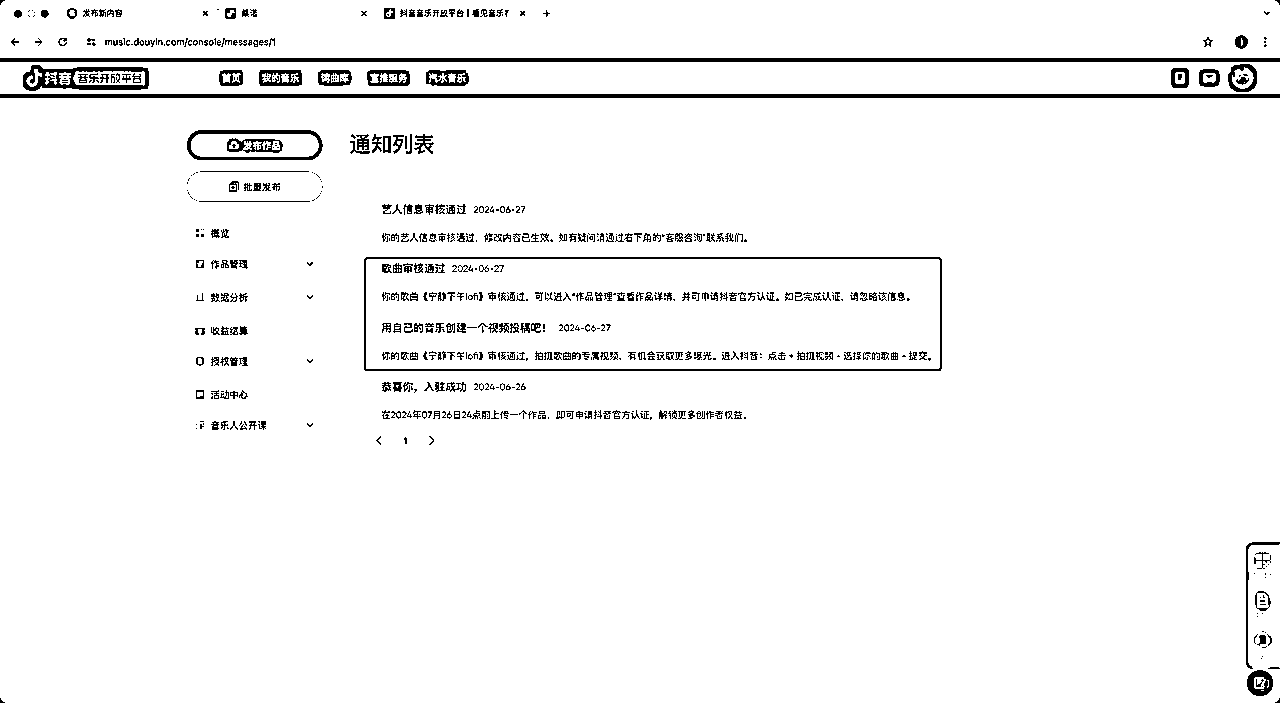 发布新内容
抖音音乐开放平台 | 看见音乐
music.douyin.com/console/messages/1
抖音 音乐开放平台 首页 我的音乐 铸曲库 宣推服务 汽水音乐
发布作品
批量发布
概览
作品管理
数据分析
收益结算
授权管理
活动中心
音乐人公开课
通知列表
艺人信息审核通过 2024-06-27
你的艺人信息审核通过，修改内容已生效。如有疑问请通过右下角的“客服咨询”联系我们。
歌曲审核通过 2024-06-27
你的歌曲《宁静下午lofi》审核通过，可以进入“作品管理”查看作品详情、并可申请抖音官方认证。如已完成认证，请忽略该信息。
用自己的音乐创建一个视频投稿吧！ 2024-06-27
你的歌曲《宁静下午lofi》审核通过，拍摄歌曲的专属视频、有机会获取更多曝光。进入抖音：点击 + 拍摄视频 - 选择你的歌曲 - 提交。
恭喜你，入驻成功 2024-06-26
在2024年07月26日24点前上传一个作品，即可申请抖音官方认证，解锁更多创作者权益。
1